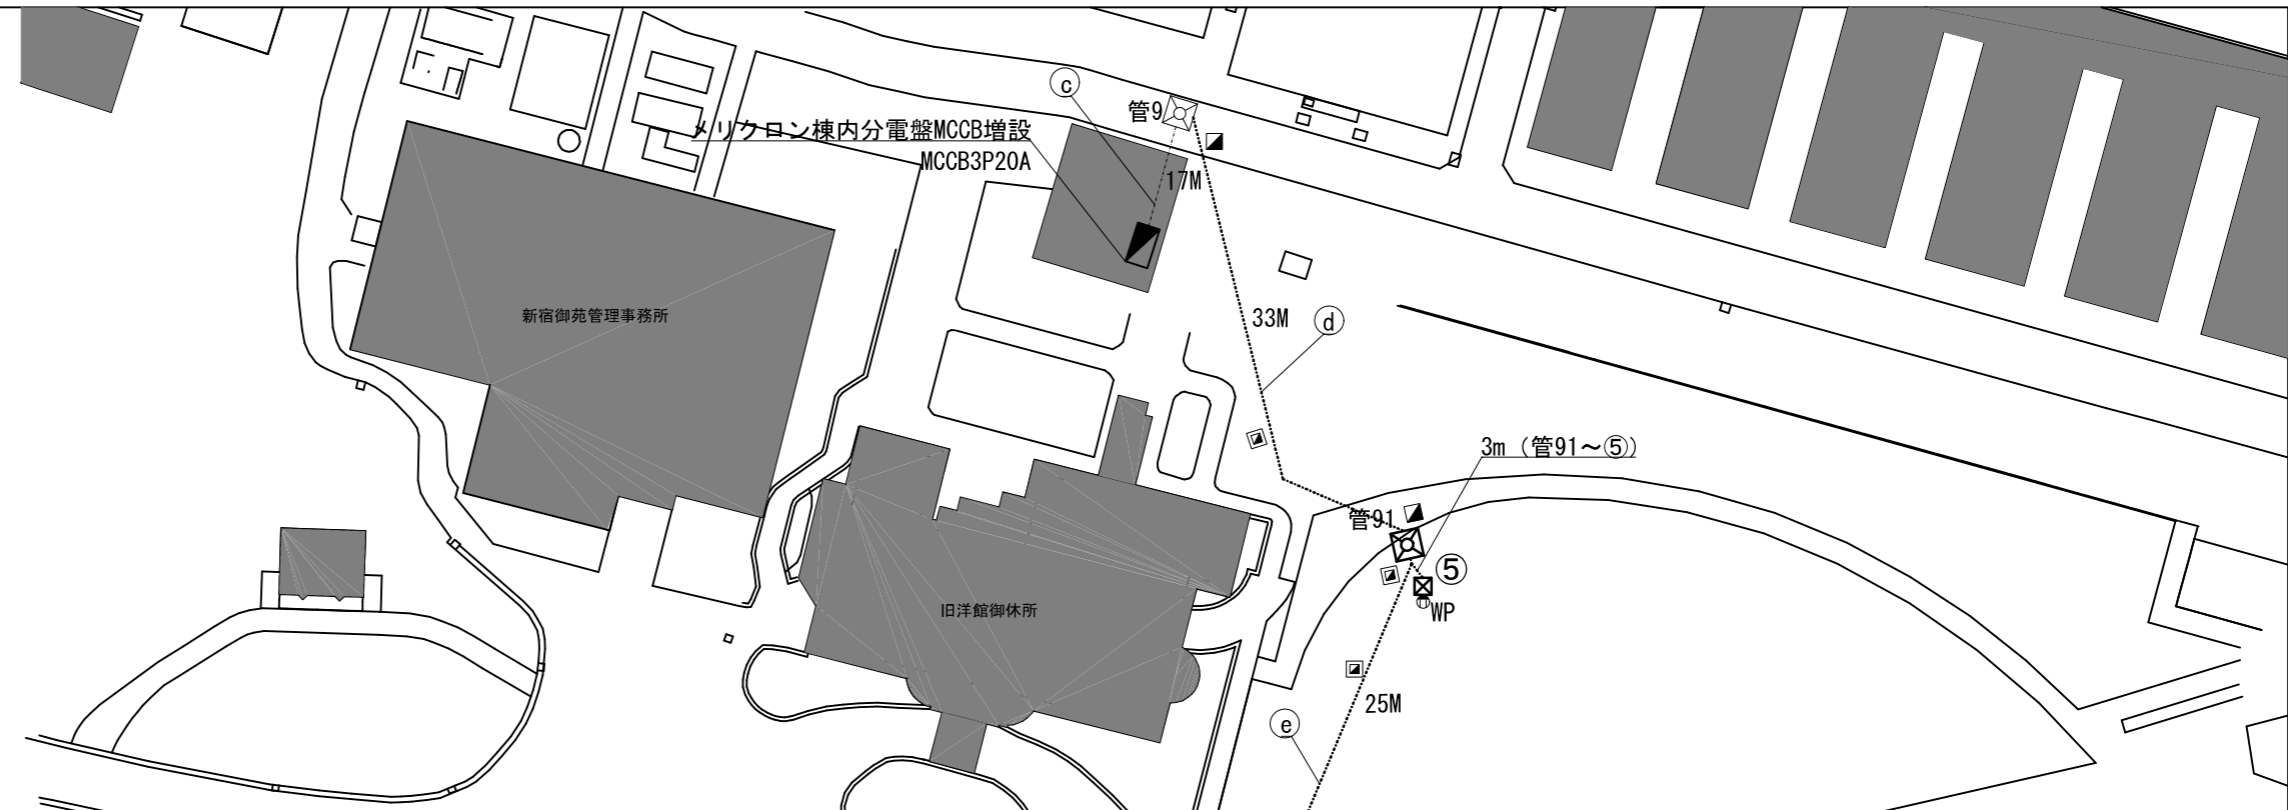 ⓒ
管9
メリクロン棟内分電盤MCCB増設
MCCB3P20A
17M
新宿御苑管理事務所
33M
ⓓ
3m（管91～⑤）
管91
⑤
WP
旧洋館御休所
25M
ⓔ